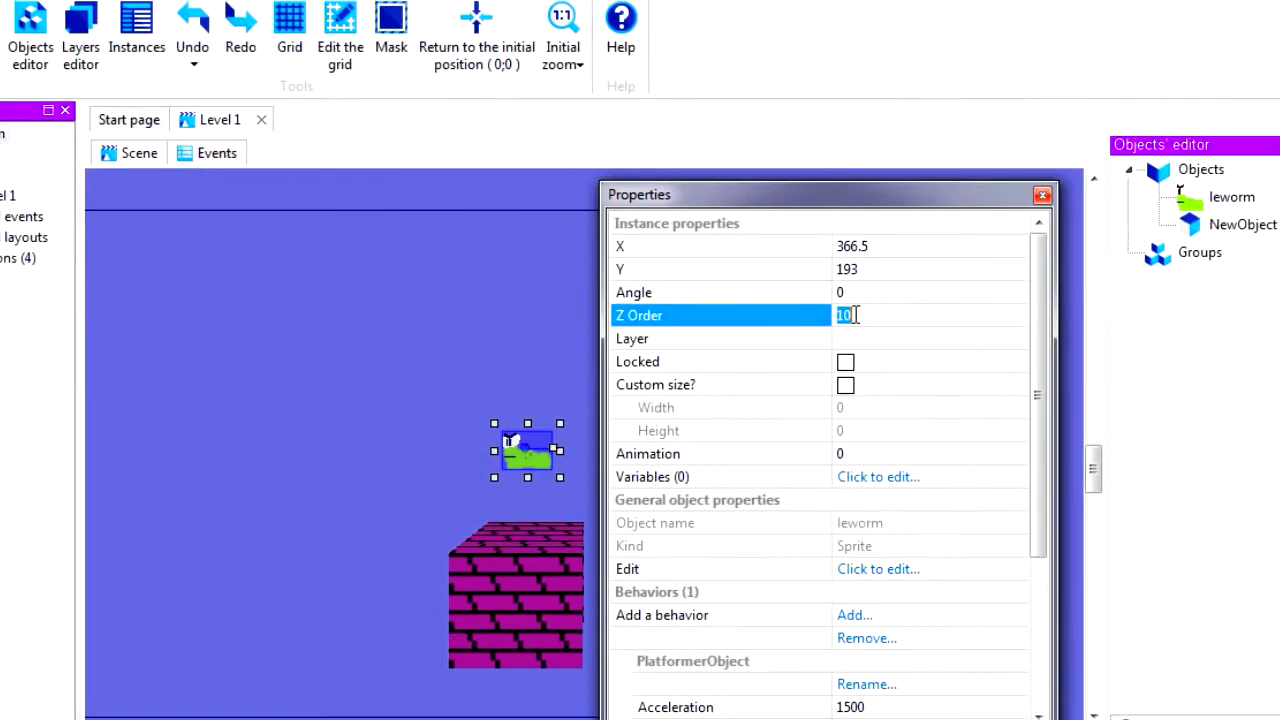 Objects editor
Layers editor
Instances
Undo
Redo
Grid
Edit the grid
Mask
Return to the initial position ( 0;0 )
1:1
Initial zoom
Help
Tools
Help
Start page
Level 1
Scene
Events
el 1
events
layouts
ons (4)
Properties
Instance properties
X 366.5
Y 193
Angle 0
Z Order 10
Layer
Locked
Custom size?
Width 0
Height 0
Animation 0
Variables (0) Click to edit...
General object properties
Object name leworm
Kind Sprite
Edit Click to edit...
Behaviors (1)
Add a behavior Add...
Remove...
PlatformerObject
Rename...
Acceleration 1500
Objects' editor
Objects
leworm
NewObject
Groups